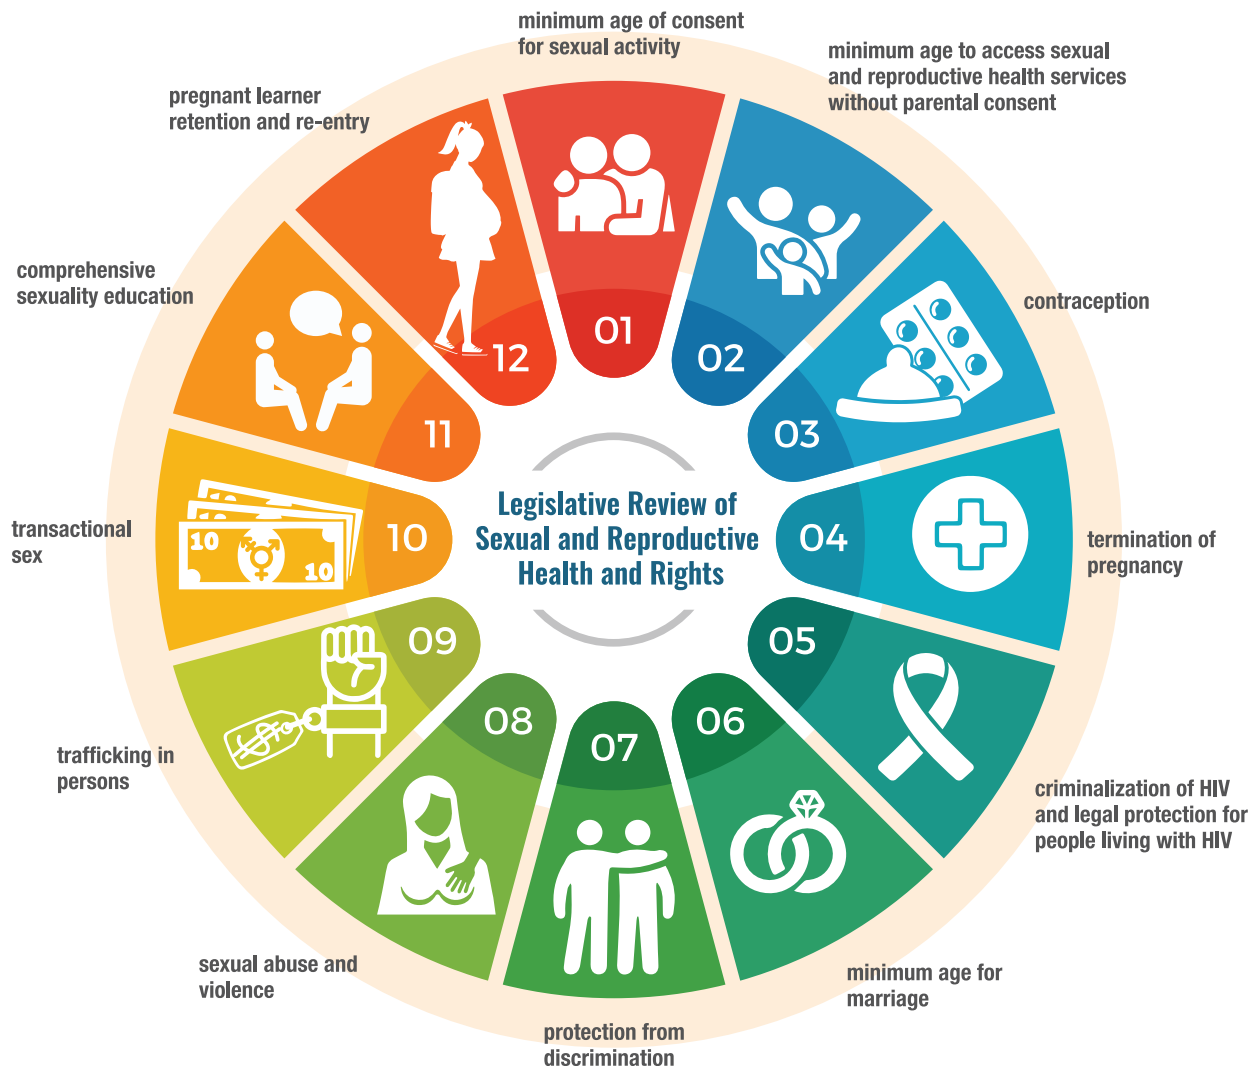 minimum age of consent
for sexual activity
01
minimum age to access sexual
and reproductive health services
without parental consent
02
contraception
03
termination of
pregnancy
04
criminalization of HIV
and legal protection for
people living with HIV
05
minimum age for
marriage
06
protection from
discrimination
07
sexual abuse and
violence
08
trafficking in
persons
09
$
transactional
sex
10
10
10
comprehensive
sexuality education
11
pregnant learner
retention and re-entry
12
Legislative Review of
Sexual and Reproductive
Health and Rights